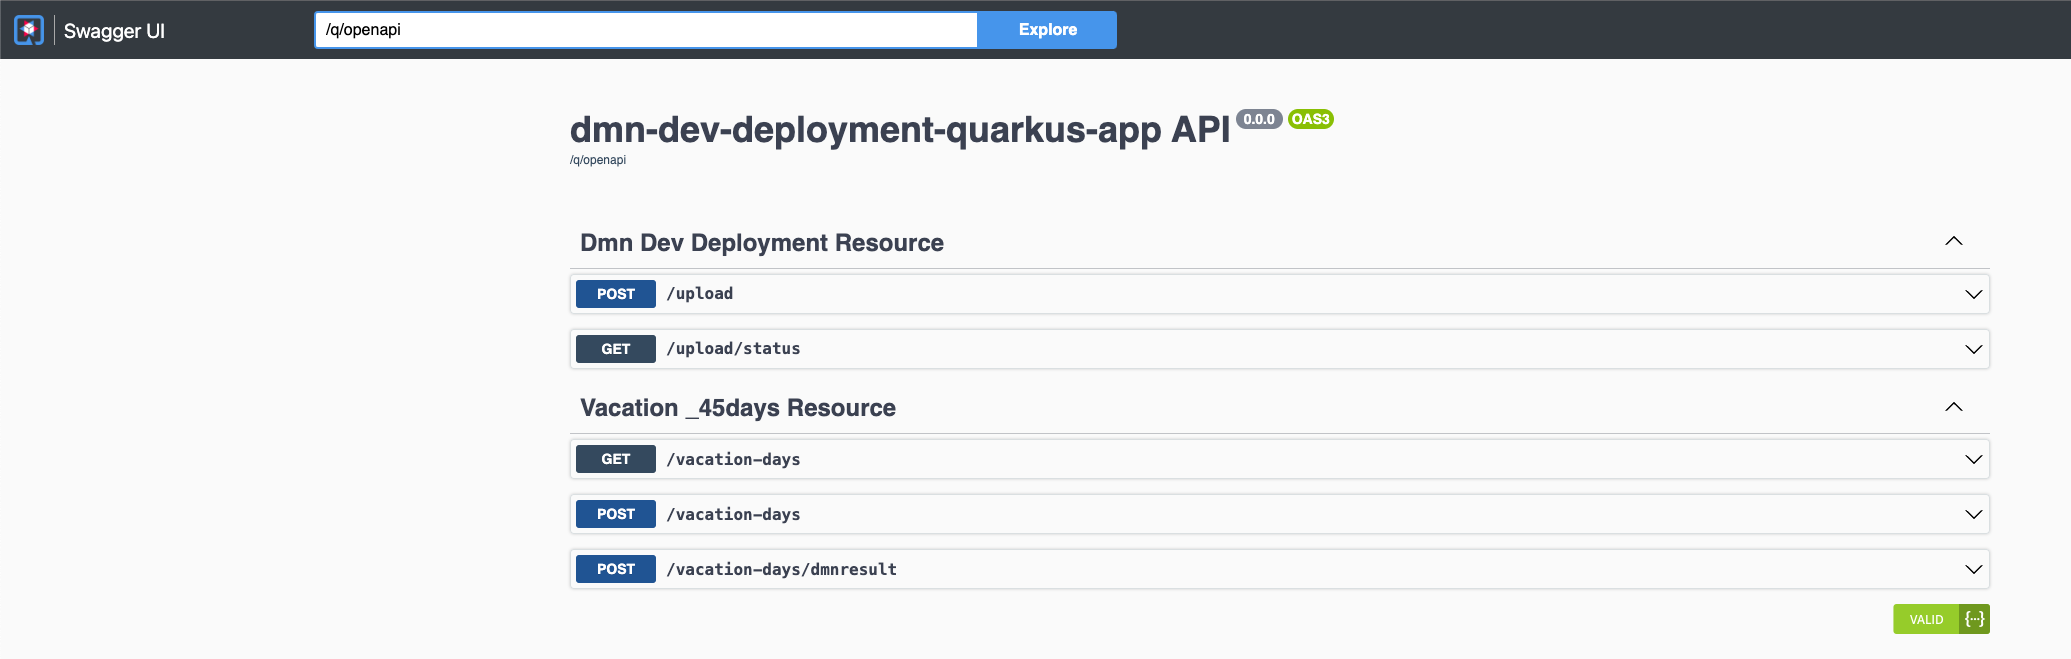 Swagger UI
/q/openapi
Explore
dmn-dev-deployment-quarkus-app API 0.0.0 OAS3
/q/openapi
Dmn Dev Deployment Resource
POST /upload
GET /upload/status
Vacation _45days Resource
GET /vacation-days
POST /vacation-days
POST /vacation-days/dmnresult
VALID {...}